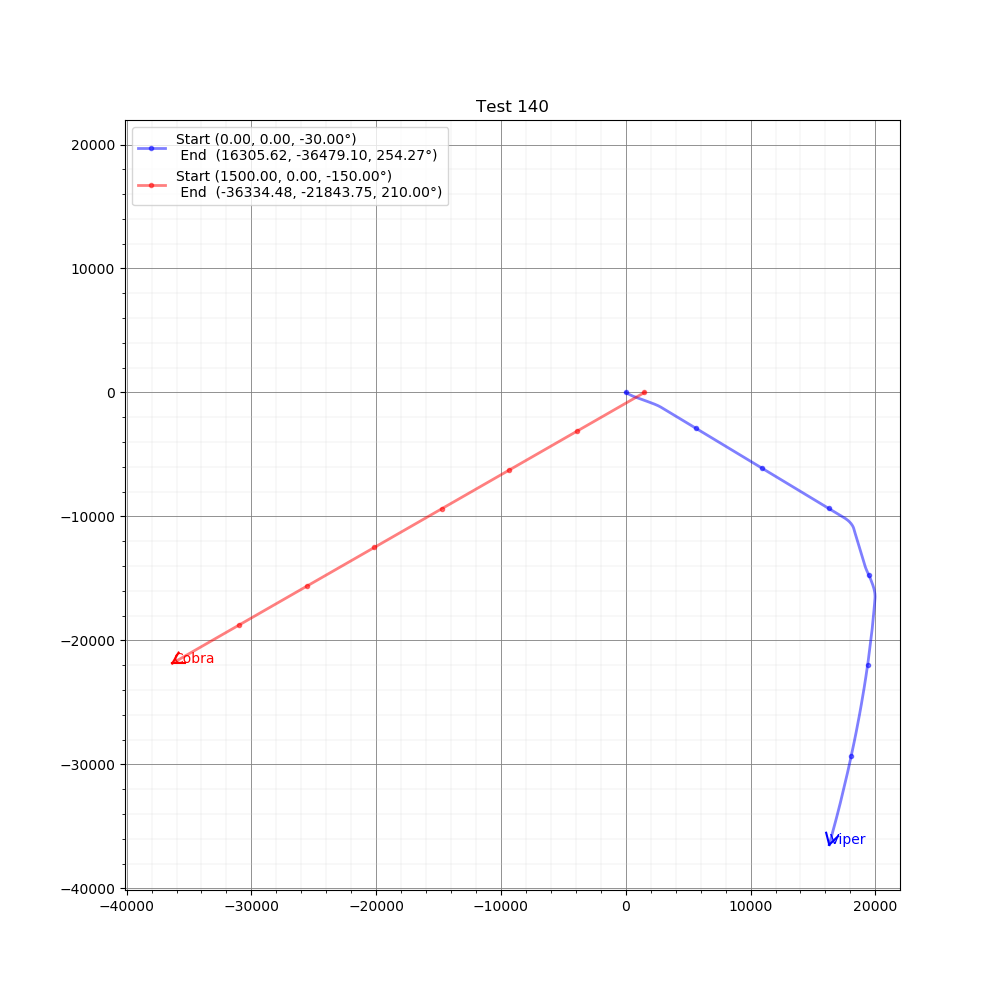 Test 140
Start (0.00, 0.00, -30.00°)
End (16305.62, -36479.10, 254.27°)
Start (1500.00, 0.00, -150.00°)
End (-36334.48, -21843.75, 210.00°)
20000
10000
0
−10000
−20000
−30000
−40000
Cobra
Viper
−40000 −30000 −20000 −10000 0 10000 20000